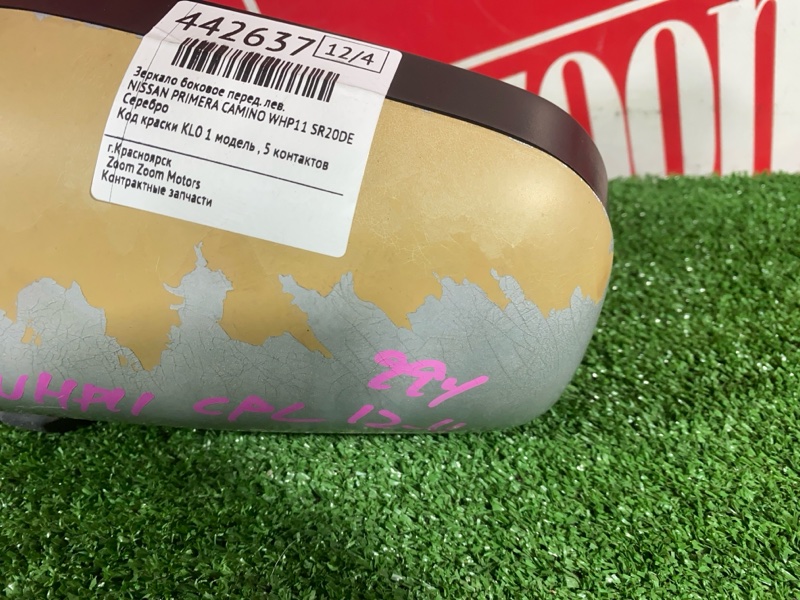 442637 12/4
Зеркало боковое перед.лев.
NISSAN PRIMERA CAMINO WHP11 SR20DE
Серебро
Код краски KL0 1 модель , 5 контактов
г.Красноярск
Zoom Zoom Motors
Контрактные запчасти
zoom